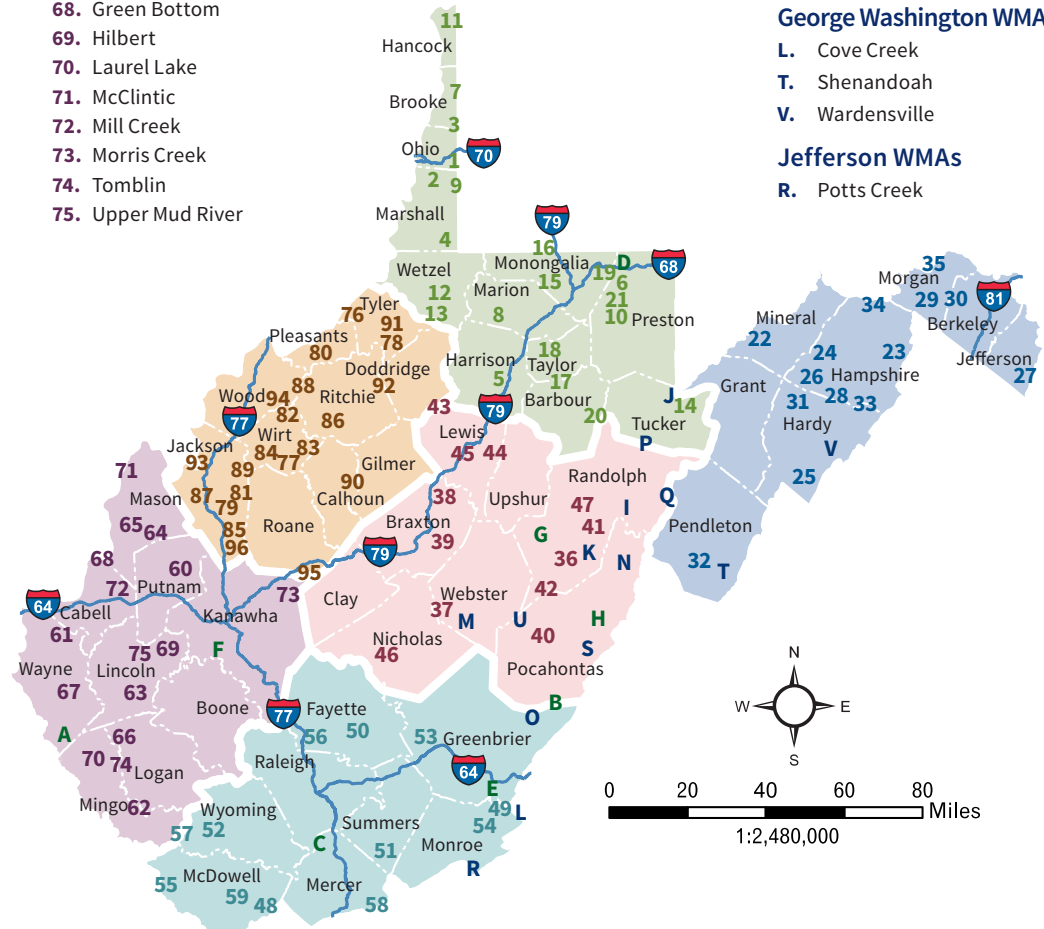 68. Green Bottom
69. Hilbert
70. Laurel Lake
71. McClintic
72. Mill Creek
73. Morris Creek
74. Tomblin
75. Upper Mud River
George Washington WMA
L. Cove Creek
T. Shenandoah
V. Wardensville
Jefferson WMAs
R. Potts Creek
11
Hancock
7
Brooke
3
Ohio
70
1
2
9
Marshall
4
79
16
Monongalia
D
68
Wetzel
19
6
15
Marion
12
21
13
8
10
Preston
18
Harrison
Taylor
5
17
Barbour
79
20
J
14
Tucker
35
Morgan
81
29
30
34
Berkeley
Mineral
22
24
23
Jefferson
27
26
Hampshire
Grant
31
28
33
Hardy
V
25
Pendleton
32
T
Tyler
76
91
Pleasants
78
80
Doddridge
88
92
Wood
94
Ritchie
82
86
77
Wirt
Jackson
84
83
93
77
89
Gilmer
90
87
81
79
Calhoun
85
Roane
96
95
43
Lewis
45
44
P
Randolph
38
Upshur
47
I
Q
Braxton
41
39
G
79
36
K
N
42
Clay
Webster
37
M
U
H
40
Nicholas
S
46
Pocahontas
71
Mason
65
64
68
60
72
Putnam
73
64
Cabell
Kanawha
61
75
69
F
Wayne
Lincoln
67
63
Boone
A
66
70
74
Logan
Mingo
62
B
O
77
Fayette
56
50
53
Greenbrier
Raleigh
64
E
49
L
Wyoming
57
52
Summers
54
C
Monroe
51
R
McDowell
55
Mercer
59
48
58
N
W
E
S
0
20
40
60
80
Miles
1:2,480,000